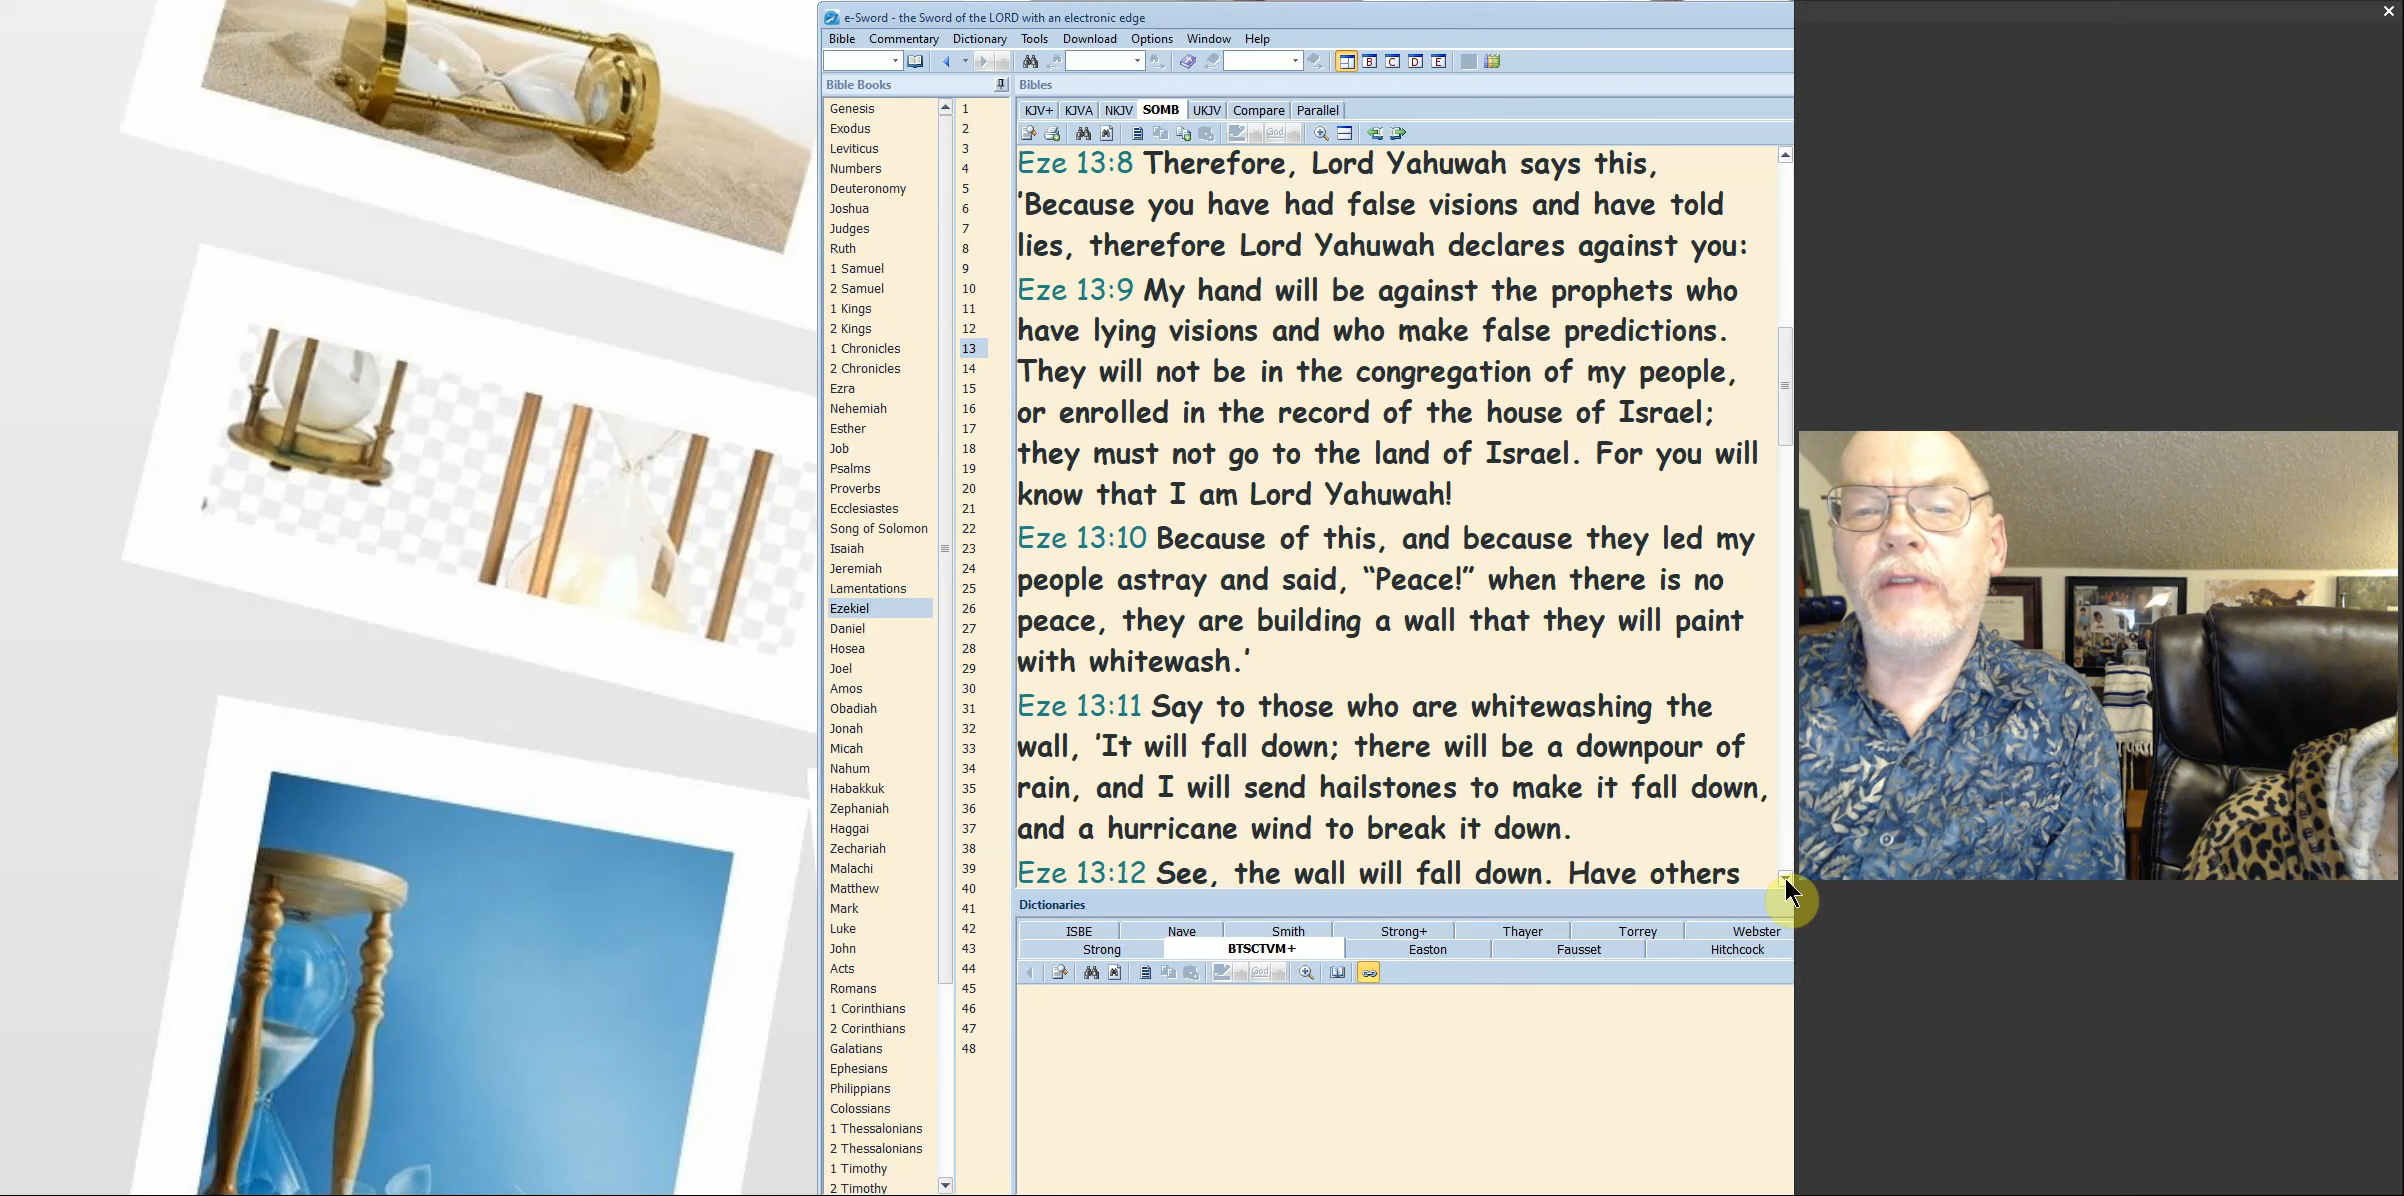 e-Sword - the Sword of the LORD with an electronic edge
Bible Commentary Dictionary Tools Download Options Window Help
B C D E
Bible Books
Genesis
Exodus
Leviticus
Numbers
Deuteronomy
Joshua
Judges
Ruth
1 Samuel
2 Samuel
1 Kings
2 Kings
1 Chronicles
2 Chronicles
Ezra
Nehemiah
Esther
Job
Psalms
Proverbs
Ecclesiastes
Song of Solomon
Isaiah
Jeremiah
Lamentations
Ezekiel
Daniel
Hosea
Joel
Amos
Obadiah
Jonah
Micah
Nahum
Habakkuk
Zephaniah
Haggai
Zechariah
Malachi
Matthew
Mark
Luke
John
Acts
Romans
1 Corinthians
2 Corinthians
Galatians
Ephesians
Philippians
Colossians
1 Thessalonians
2 Thessalonians
1 Timothy
2 Timothy
1
2
3
4
5
6
7
8
9
10
11
12
13
14
15
16
17
18
19
20
21
22
23
24
25
26
27
28
29
30
31
32
33
34
35
36
37
38
39
40
41
42
43
44
45
46
47
48
Bibles
KJV+ KJVA NKJV SOMB UKJV Compare Parallel
God
Eze 13:8 Therefore, Lord Yahuwah says this,
'Because you have had false visions and have told
lies, therefore Lord Yahuwah declares against you:
Eze 13:9 My hand will be against the prophets who
have lying visions and who make false predictions.
They will not be in the congregation of my people,
or enrolled in the record of the house of Israel;
they must not go to the land of Israel. For you will
know that I am Lord Yahuwah!
Eze 13:10 Because of this, and because they led my
people astray and said, “Peace!” when there is no
peace, they are building a wall that they will paint
with whitewash.'
Eze 13:11 Say to those who are whitewashing the
wall, 'It will fall down; there will be a downpour of
rain, and I will send hailstones to make it fall down,
and a hurricane wind to break it down.
Eze 13:12 See, the wall will fall down. Have others
Dictionaries
ISBE Nave Smith Strong+ Thayer Torrey Webster
Strong BTSCTVM+ Easton Fausset Hitchcock
God